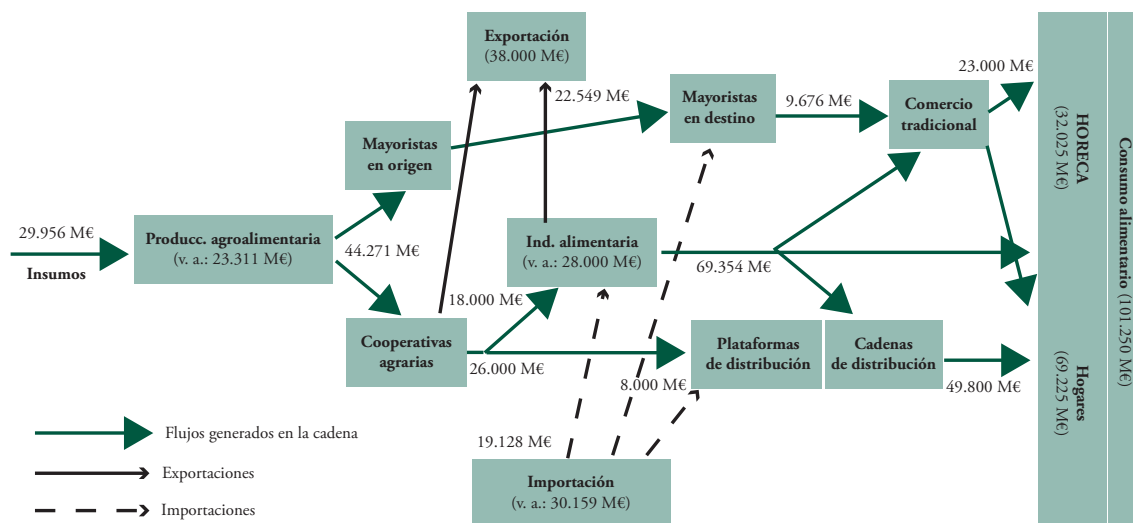 Exportación
(38.000 M€)
22.549 M€
Mayoristas
en destino
9.676 M€
Comercio
tradicional
23.000 M€
Mayoristas
en origen
29.956 M€
Insumos
Producc. agroalimentaria
(v. a.: 23.311 M€)
44.271 M€
Ind. alimentaria
(v. a.: 28.000 M€)
69.354 M€
18.000 M€
Cooperativas
agrarias
26.000 M€
8.000 M€
Plataformas
de distribución
Cadenas
de distribución
49.800 M€
19.128 M€
Importación
(v. a.: 30.159 M€)
HORECA
(32.025 M€)
Hogares
(69.225 M€)
Consumo alimentario (101.250 M€)
Flujos generados en la cadena
Exportaciones
Importaciones